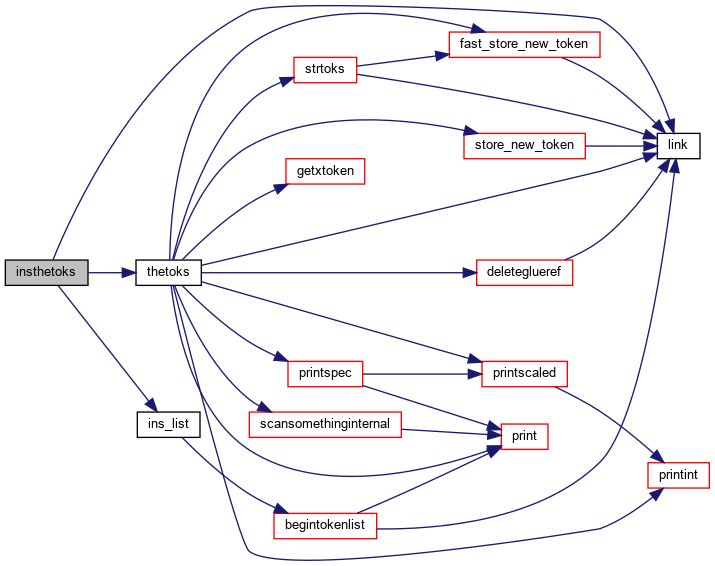 fast_store_new_token
strtoks
link
store_new_token
getxtoken
insthetoks
thetoks
deleteglueref
printspec
printscaled
ins_list
scansomethinginternal
print
printint
begintokenlist